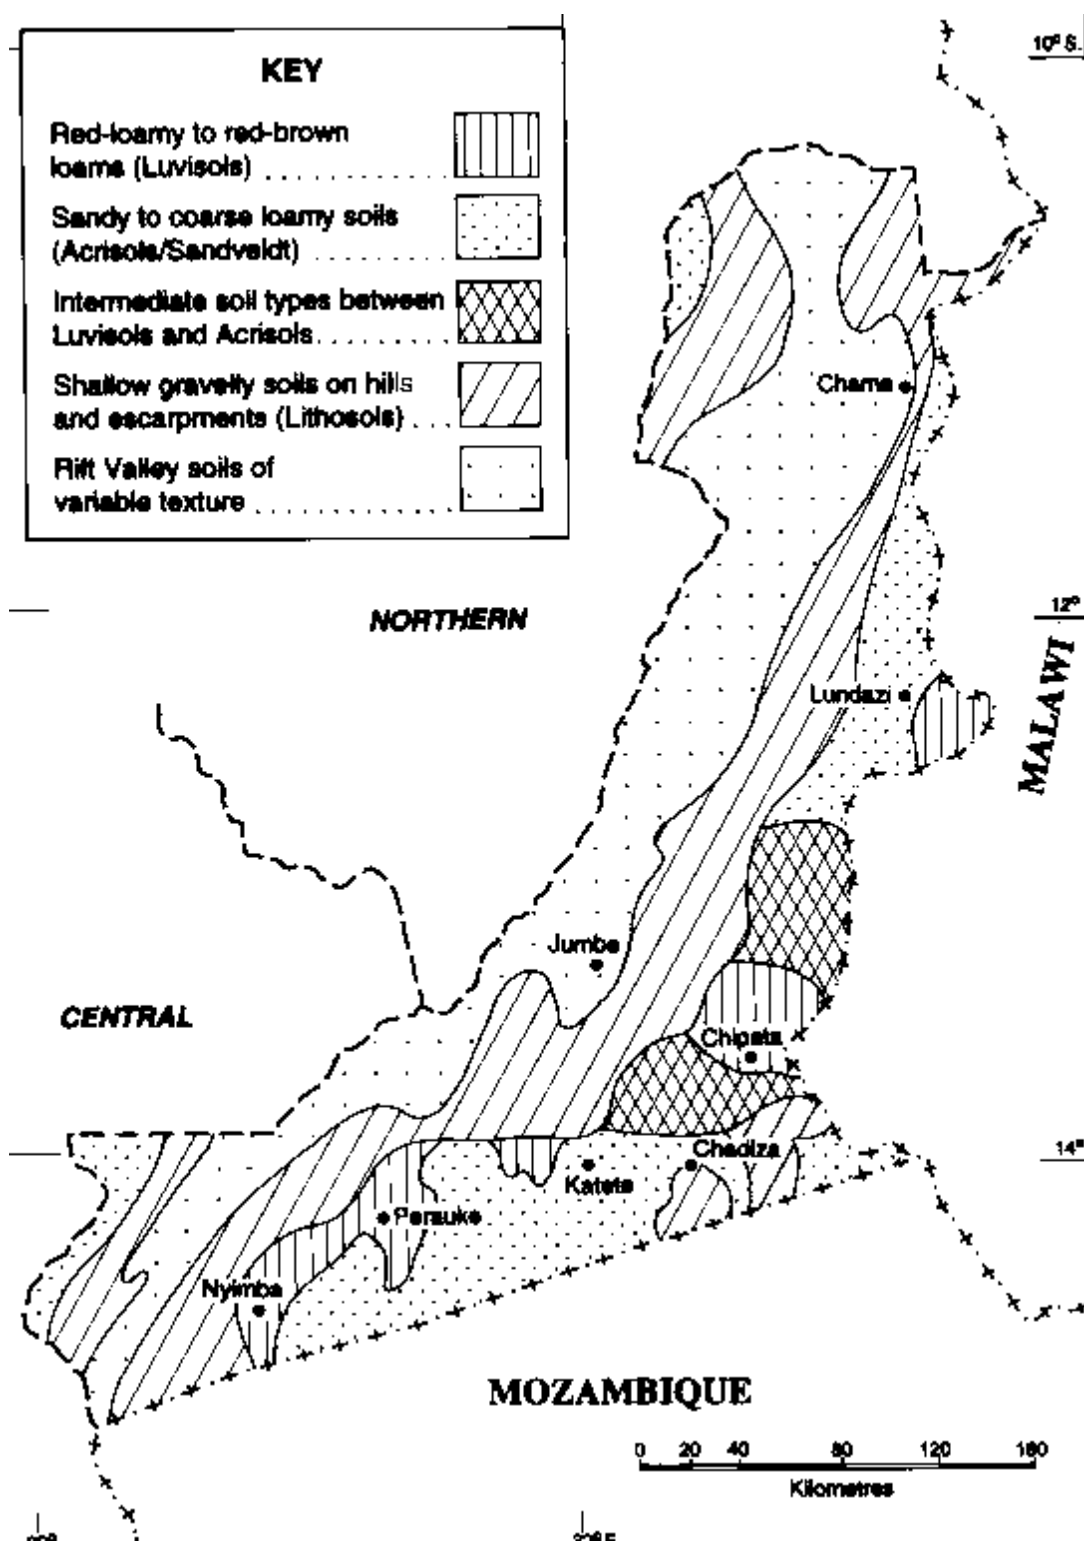 KEY
Red-loamy to red-brown
loams (Luvisols)
Sandy to coarse loamy soils
(Acrisols/Sandveldt)
Intermediate soil types between
Luvisols and Acrisols
Shallow gravelly soils on hills
and escarpments (Lithosols)
Rift Valley soils of
variable texture
10° S.
Chama
NORTHERN
12°
MALAWI
Lundazi
Jumbe
CENTRAL
Chipata
Chadiza
14°
Katete
Petauke
Nyimba
MOZAMBIQUE
0 20 40 80 120 160
Kilometres